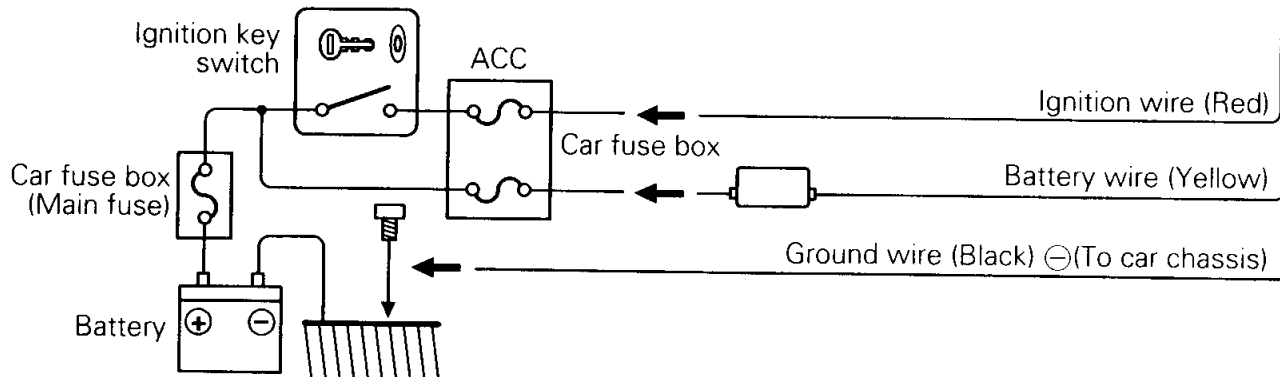 Ignition key
switch
ACC
Ignition wire (Red)
Car fuse box
Car fuse box
(Main fuse)
Battery wire (Yellow)
Ground wire (Black) ⊖(To car chassis)
Battery
+
−